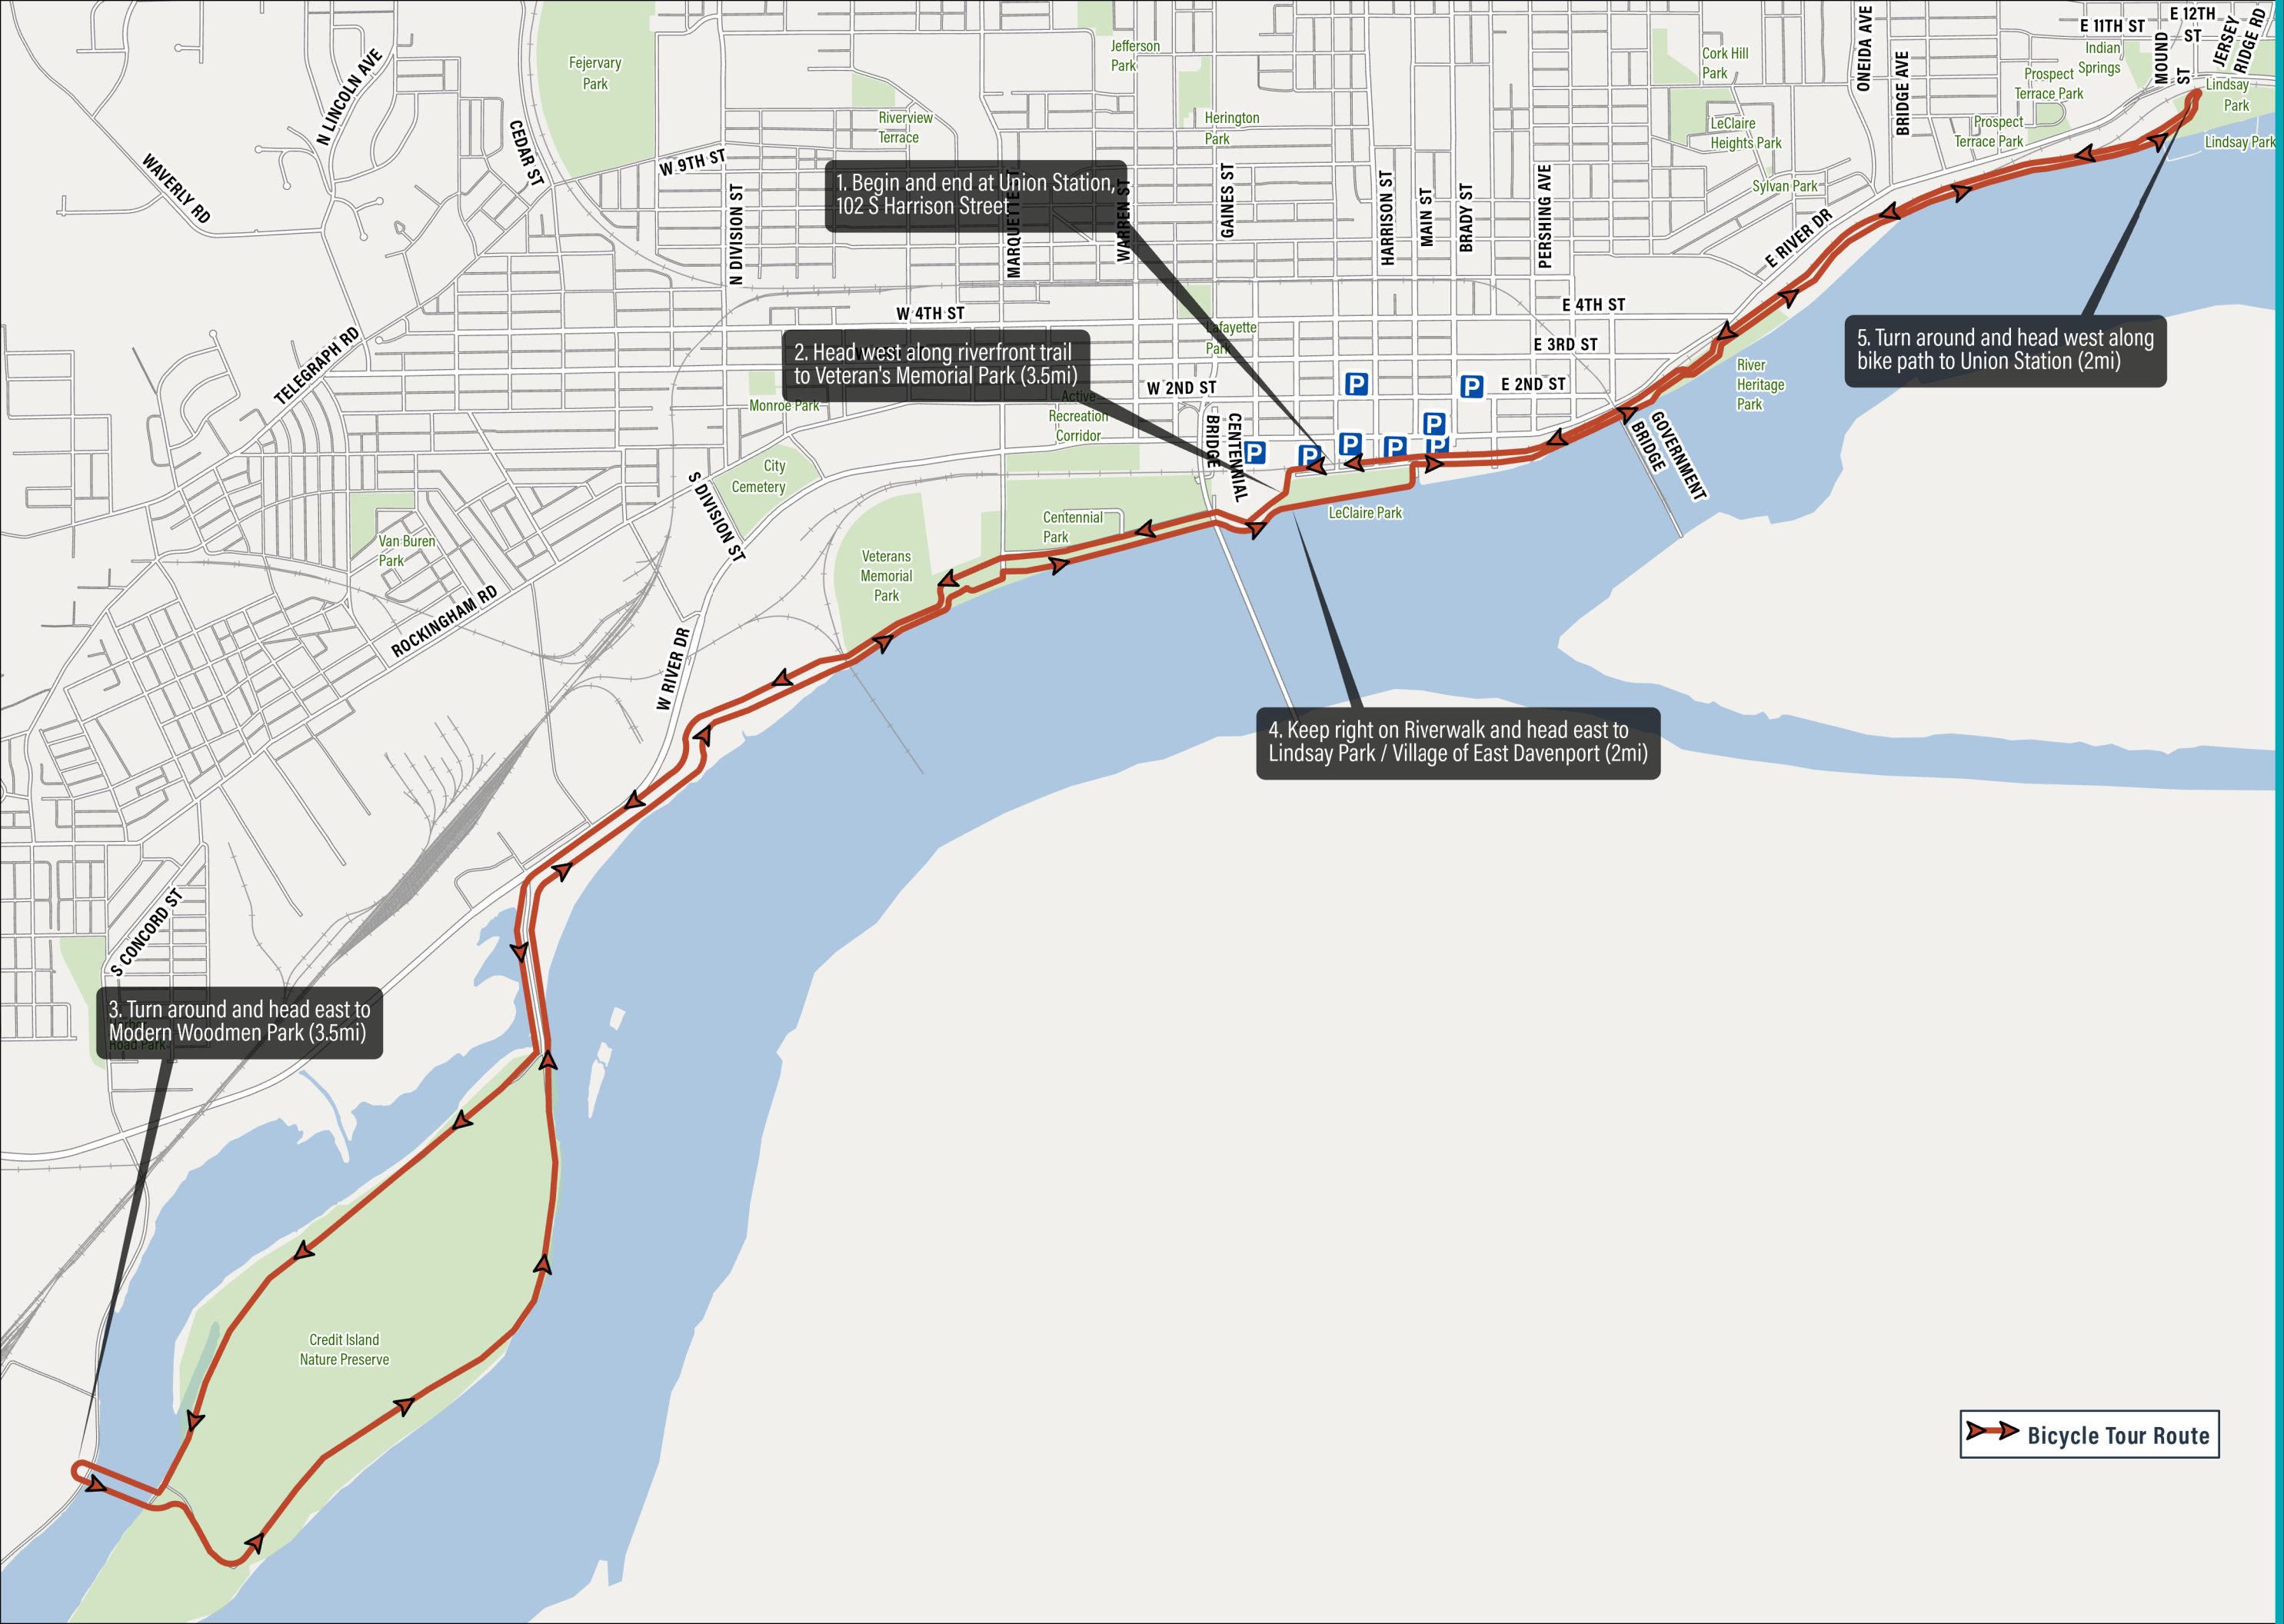 E 12TH
ST
E 11TH ST
JERSEY
RIDGE RD
MOUND
ST
ONEIDA AVE
BRIDGE AVE
Indian
Springs
Prospect
Terrace Park
Lindsay
Park
Lindsay Park
Prospect
Terrace Park
Cork Hill
Park
LeClaire
Heights Park
Sylvan Park
Jefferson
Park
Herington
Park
Fejervary
Park
Riverview
Terrace
N LINCOLN AVE
CEDAR ST
WAVERLY RD
W 9TH ST
N DIVISION ST
MARQUETTE ST
WARREN ST
GAINES ST
HARRISON ST
MAIN ST
BRADY ST
PERSHING AVE
E RIVER DR
1. Begin and end at Union Station,
102 S Harrison Street
W 4TH ST
E 4TH ST
Lafayette
Park
E 3RD ST
TELEGRAPH RD
2. Head west along riverfront trail
to Veteran's Memorial Park (3.5mi)
5. Turn around and head west along
bike path to Union Station (2mi)
River
Heritage
Park
W 2ND ST
E 2ND ST
P
P
P
P
P
P
P
P
Monroe Park
Active
Recreation
Corridor
CENTENNIAL
BRIDGE
GOVERNMENT
BRIDGE
City
Cemetery
S DIVISION ST
LeClaire Park
Centennial
Park
Van Buren
Park
Veterans
Memorial
Park
ROCKINGHAM RD
W RIVER DR
4. Keep right on Riverwalk and head east to
Lindsay Park / Village of East Davenport (2mi)
S CONCORD ST
3. Turn around and head east to
Modern Woodmen Park (3.5mi)
Road Park
Credit Island
Nature Preserve
Bicycle Tour Route